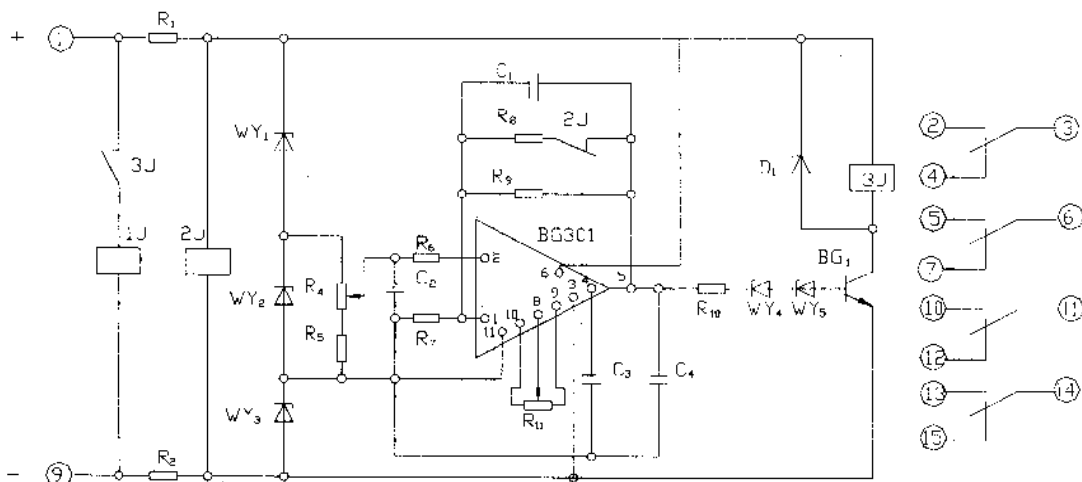 R1
+ 1
C1
R8 2J
2 3
WY1
3J
R9
D1
3J
4
5 6
1J 2J
BG3C1
R6
2
6 4 5
BG1
7
WY2 R4 C2
3
9
8
R10 WY4 WY5
10 11
R5
R7
1
11 10
12
C3 C4
WY3
R11
13 14
R2
- 9
15